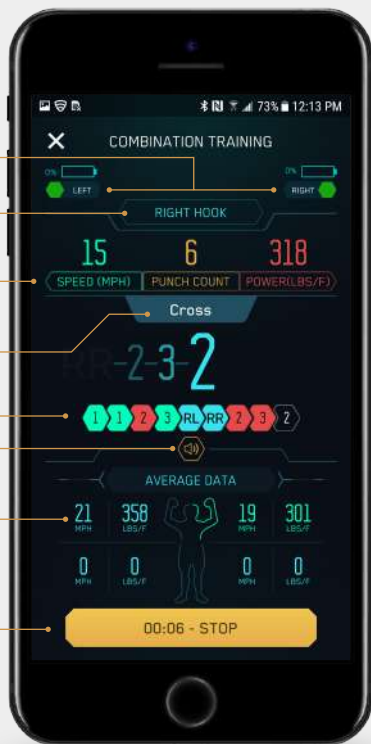 73% 12:13 PM
COMBINATION TRAINING
0% 0%
LEFT RIGHT
RIGHT HOOK
15 6 318
SPEED (MPH) PUNCH COUNT POWER(LBS/F)
Cross
RR-2-3-2
1 1 2 3 RL RR 2 3 2
AVERAGE DATA
21 358 19 301
MPH LBS/F MPH LBS/F
0 0 0 0
MPH LBS/F MPH LBS/F
00:06 - STOP